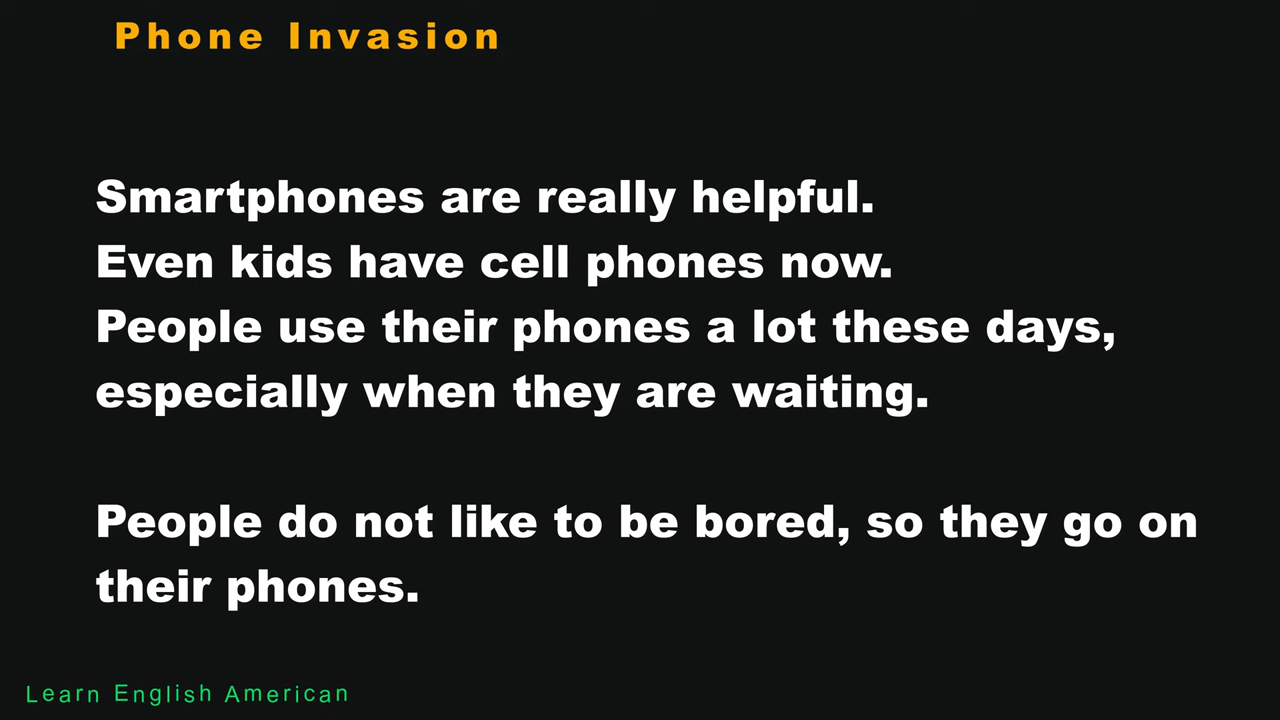 Phone Invasion
Smartphones are really helpful.
Even kids have cell phones now.
People use their phones a lot these days,
especially when they are waiting.
People do not like to be bored, so they go on
their phones.
Learn English American